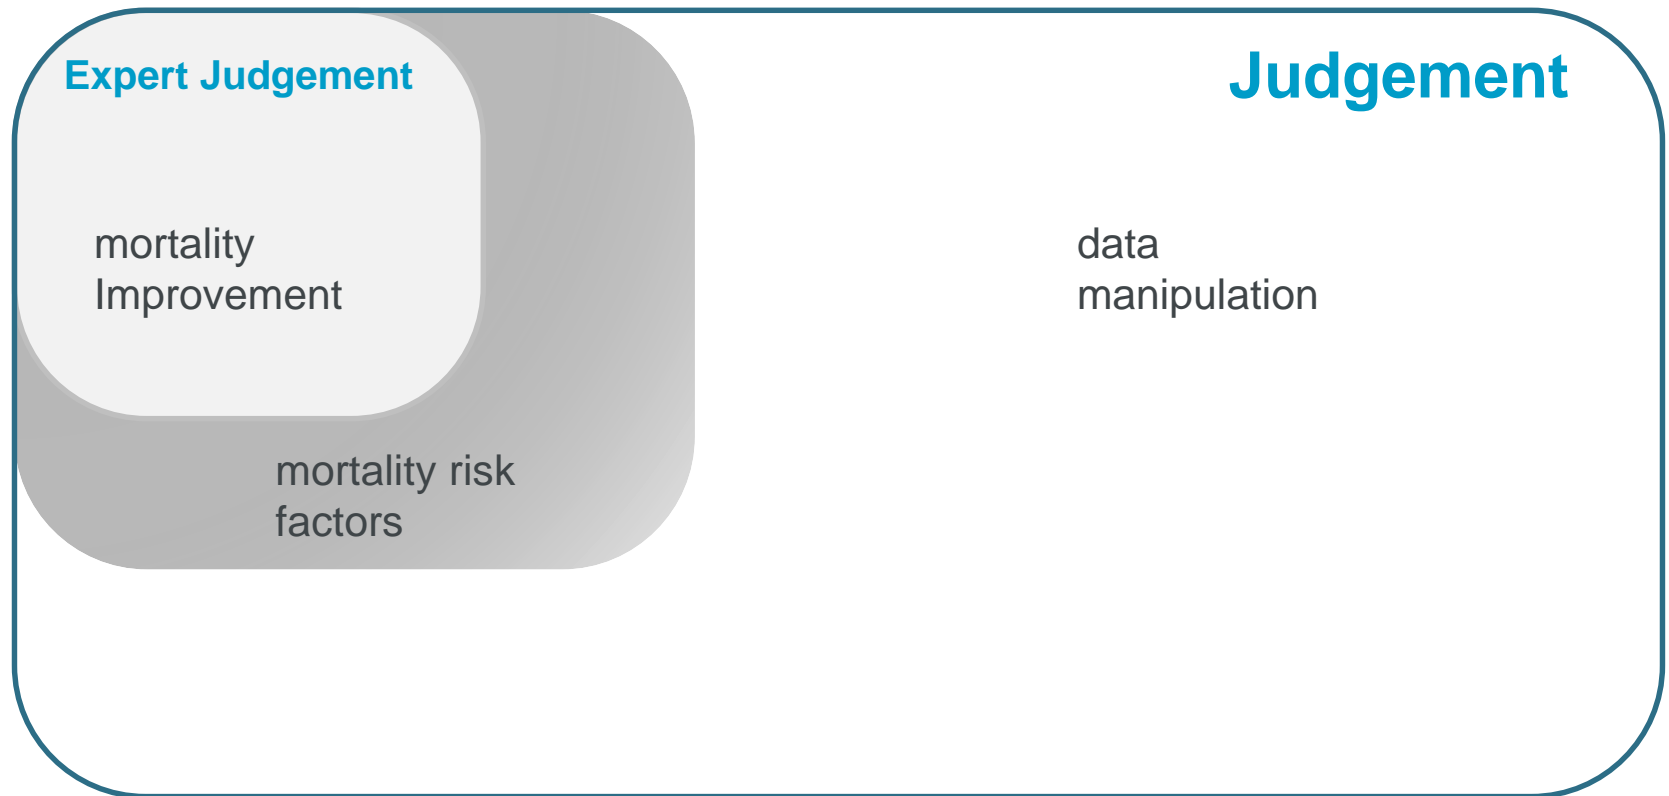 Expert Judgement
Judgement
mortality
Improvement
data
manipulation
mortality risk
factors